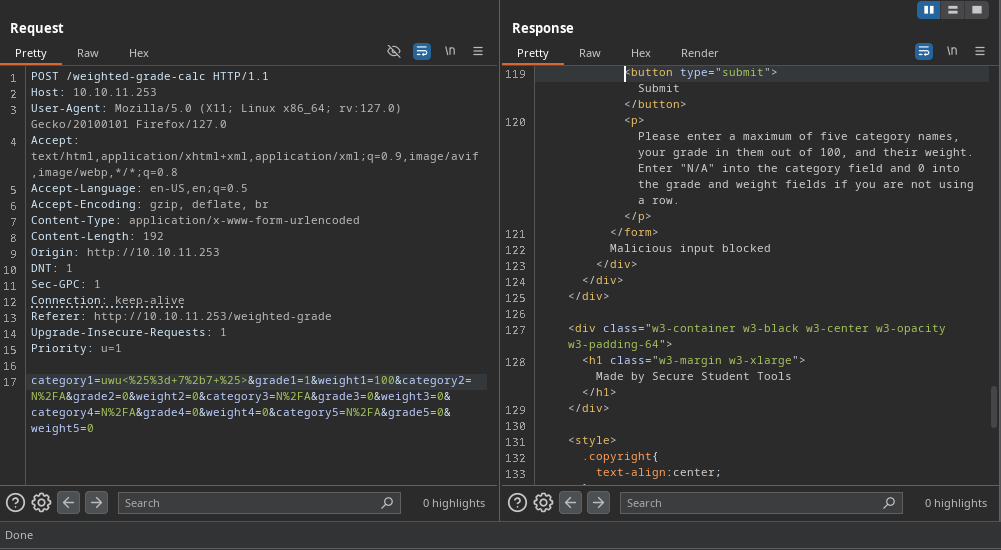 Request
Pretty Raw Hex \n
1 POST /weighted-grade-calc HTTP/1.1
2 Host: 10.10.11.253
3 User-Agent: Mozilla/5.0 (X11; Linux x86_64; rv:127.0)
Gecko/20100101 Firefox/127.0
4 Accept:
text/html,application/xhtml+xml,application/xml;q=0.9,image/avif
,image/webp,*/*;q=0.8
5 Accept-Language: en-US,en;q=0.5
6 Accept-Encoding: gzip, deflate, br
7 Content-Type: application/x-www-form-urlencoded
8 Content-Length: 192
9 Origin: http://10.10.11.253
10 DNT: 1
11 Sec-GPC: 1
12 Connection: keep-alive
13 Referer: http://10.10.11.253/weighted-grade
14 Upgrade-Insecure-Requests: 1
15 Priority: u=1
16
17 category1=uwu<%25%3d+7%2b7+%25>&grade1=1&weight1=100&category2=
N%2FA&grade2=0&weight2=0&category3=N%2FA&grade3=0&weight3=0&
category4=N%2FA&grade4=0&weight4=0&category5=N%2FA&grade5=0&
weight5=0
Search 0 highlights
Response
Pretty Raw Hex Render \n
119 <button type="submit">
Submit
</button>
120 <p>
Please enter a maximum of five category names,
your grade in them out of 100, and their weight.
Enter "N/A" into the category field and 0 into
the grade and weight fields if you are not using
a row.
</p>
121 </form>
122 Malicious input blocked
123 </div>
124 </div>
125 </div>
126
127 <div class="w3-container w3-black w3-center w3-opacity
w3-padding-64">
128 <h1 class="w3-margin w3-xlarge">
Made by Secure Student Tools
</h1>
129 </div>
130
131 <style>
132 .copyright{
133 text-align:center;
Search 0 highlights
Done